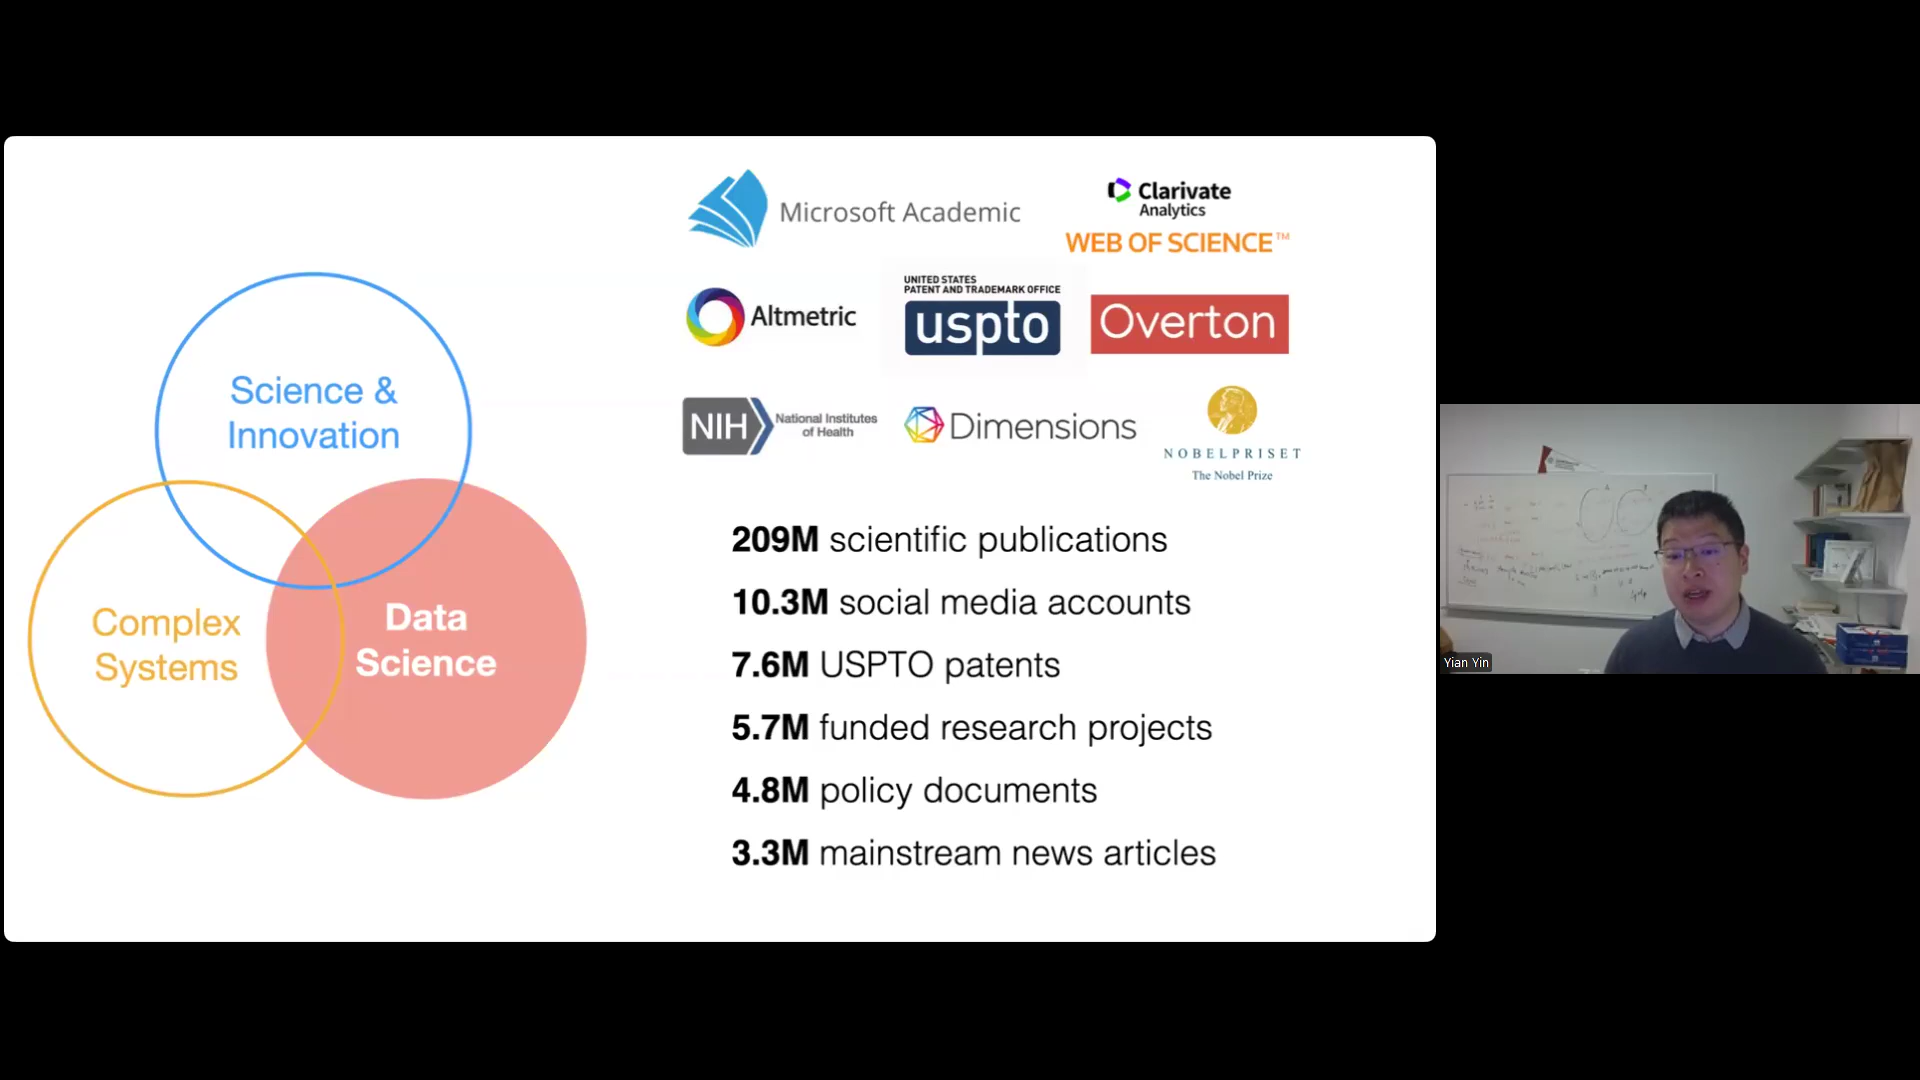 Science &
Innovation
Complex
Systems
Data
Science
Microsoft Academic
Clarivate
Analytics
WEB OF SCIENCE™
Altmetric
UNITED STATES
PATENT AND TRADEMARK OFFICE
uspto
Overton
NIH
National Institutes
of Health
Dimensions
NOBELPRISET
The Nobel Prize
209M scientific publications
10.3M social media accounts
7.6M USPTO patents
5.7M funded research projects
4.8M policy documents
3.3M mainstream news articles
Yian Yin